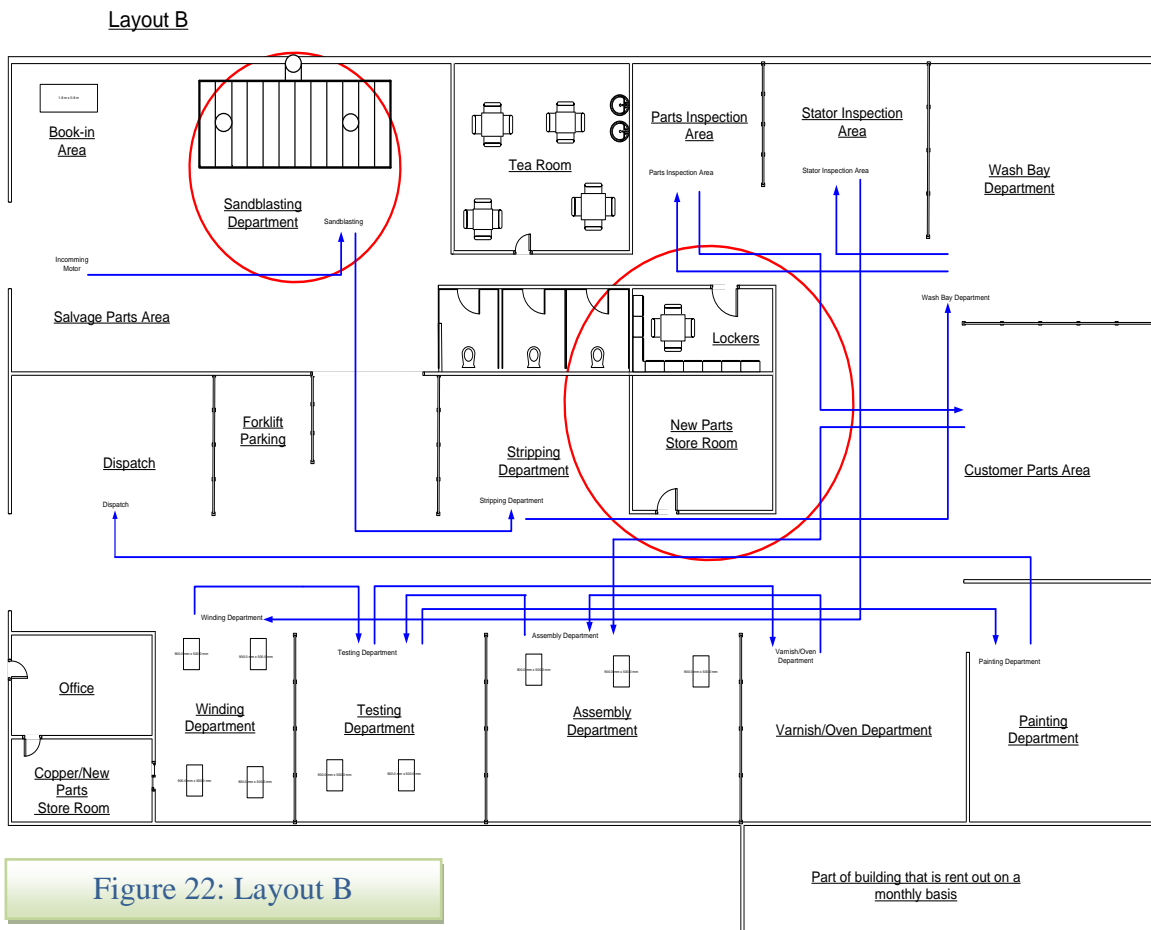 Layout B
Book-in
Area
Sandblasting
Department
Sandblasting
Incomming
Motor
Tea Room
Parts Inspection
Area
Parts Inspection Area
Stator Inspection
Area
Stator Inspection Area
Wash Bay
Department
Wash Bay Department
Salvage Parts Area
Lockers
Forklift
Parking
Dispatch
Dispatch
Stripping
Department
Stripping Department
New Parts
Store Room
Customer Parts Area
Winding Department
Testing Department
Assembly Department
Varnish/Oven
Department
Painting Department
Office
Winding
Department
Testing
Department
Assembly
Department
Varnish/Oven Department
Painting
Department
Copper/New
Parts
Store Room
Figure 22: Layout B
Part of building that is rent out on a
monthly basis